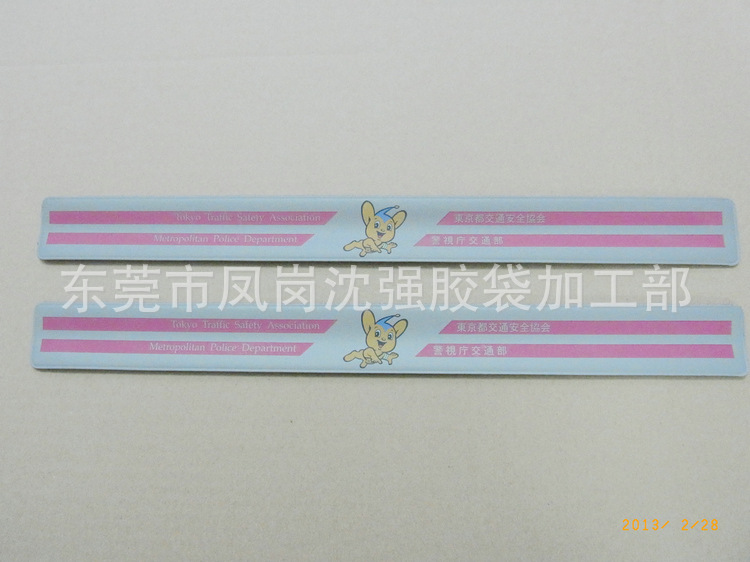 Tokyo Traffic Safety Association
東京都交通安全協会
Metropolitan Police Department
警視庁交通部
东莞市凤岗沈强胶袋加工部
Tokyo Traffic Safety Association
東京都交通安全協会
Metropolitan Police Department
警視庁交通部
2013/ 2/28